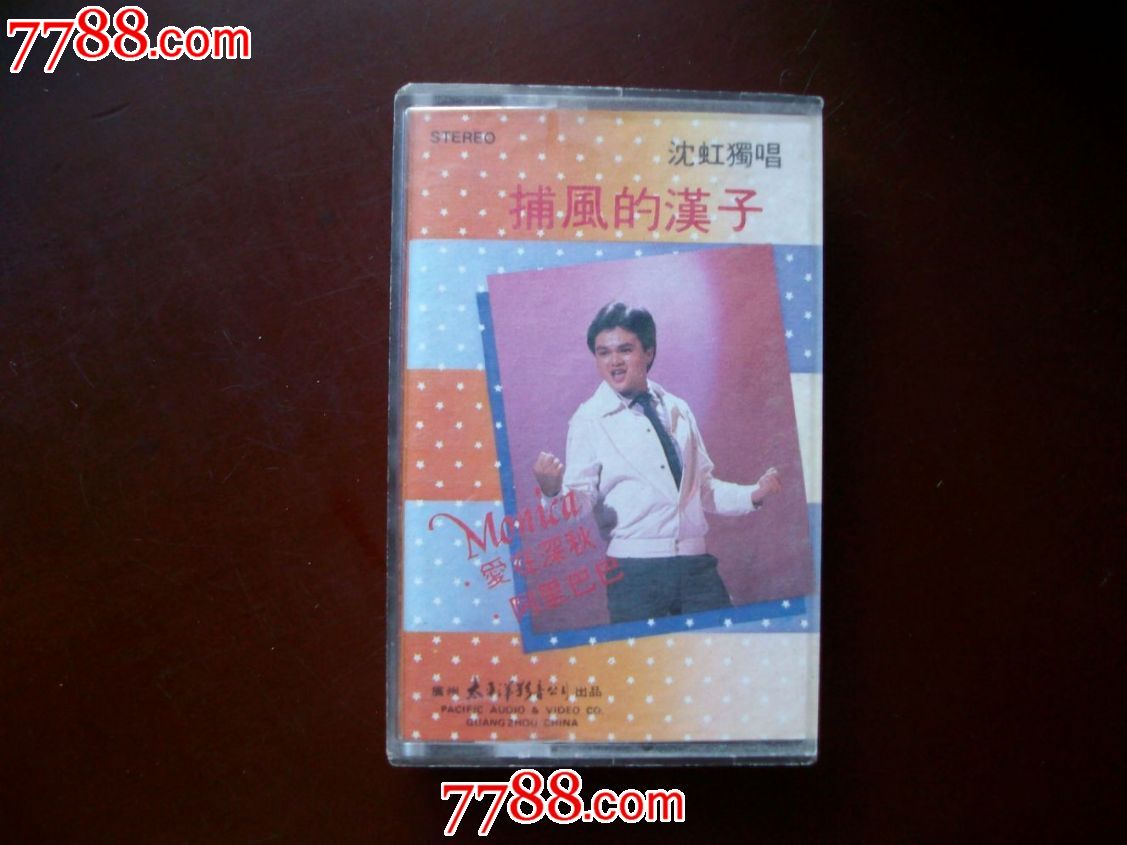 7788.com
STEREO
沈虹獨唱
捕風的漢子
Monica
·愛在深秋
·阿里巴巴
廣州 太平洋影音公司 出品
PACIFIC AUDIO & VIDEO CO.
GUANGZHOU CHINA
7788.com